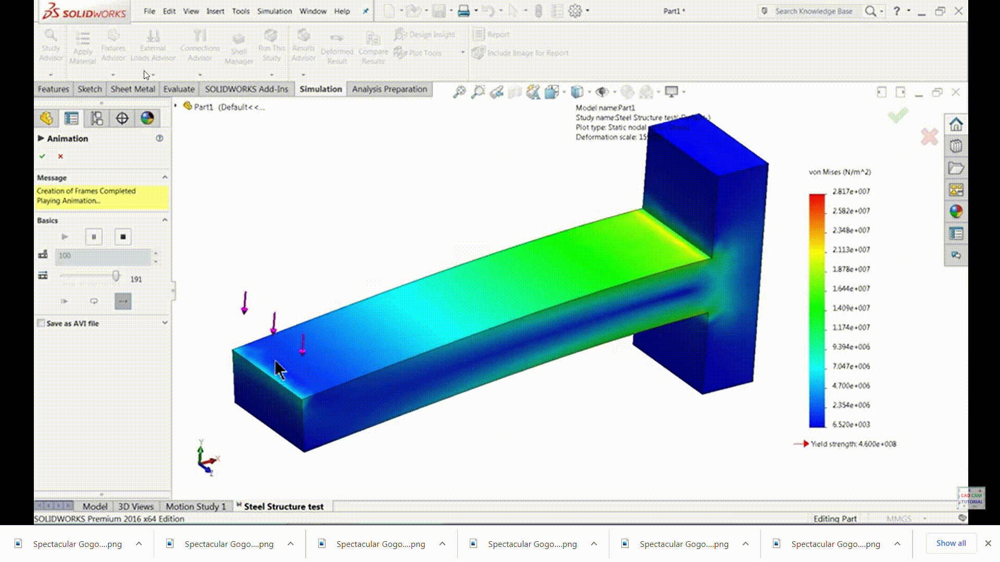 SOLIDWORKS
File Edit View Insert Tools Simulation Window Help
Part1 *
Search Knowledge Base
?
Study Advisor
Apply Material
Fixtures Advisor
External Loads Advisor
Connections Advisor
Shell Manager
Run This Study
Results Advisor
Deformed Result
Compare Results
Design Insight
Plot Tools
Report
Include Image for Report
Features Sketch Sheet Metal Evaluate SOLIDWORKS Add-Ins Simulation Analysis Preparation
Part1 (Default<<...
Model name:Part1
Study name:Steel Structure test(
Plot type: Static nodal
Deformation scale: 15
Animation
Message
Creation of Frames Completed
Playing Animation...
Basics
100
191
Save as AVI file
von Mises (N/m^2)
2.817e+007
2.582e+007
2.348e+007
2.113e+007
1.878e+007
1.644e+007
1.409e+007
1.174e+007
9.394e+006
7.047e+006
4.700e+006
2.354e+006
6.520e+003
Yield strength: 4.600e+008
Y
X
Z
CAD CAM
TUTORIAL
Model 3D Views Motion Study 1 Steel Structure test
SOLIDWORKS Premium 2016 x64 Edition
Editing Part
MMGS
Spectacular Gogo....png
Spectacular Gogo....png
Spectacular Gogo....png
Spectacular Gogo....png
Spectacular Gogo....png
Spectacular Gogo....png
Show all